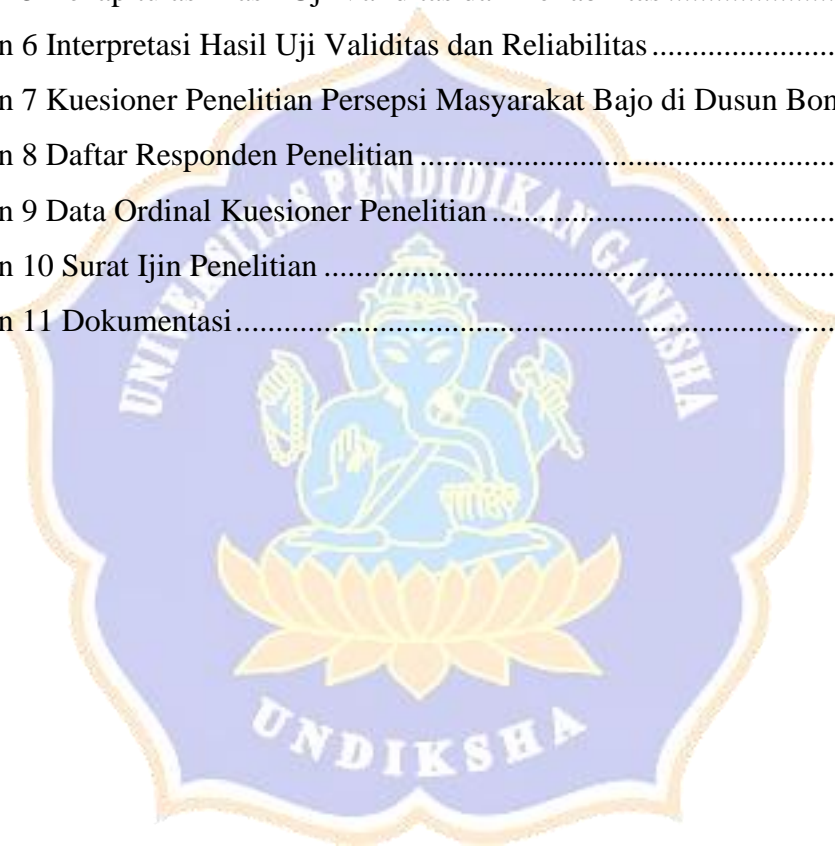 n 6 Interpretasi Hasil Uji Validitas dan Reliabilitas........................
n 7 Kuesioner Penelitian Persepsi Masyarakat Bajo di Dusun Bon
n 8 Daftar Responden Penelitian ................................................
n 9 Data Ordinal Kuesioner Penelitian........................................
n 10 Surat Ijin Penelitian ............................................................
n 11 Dokumentasi.......................................................................
UNIVERSITAS PENDIDIKAN GANESHA
UNDIKSHA